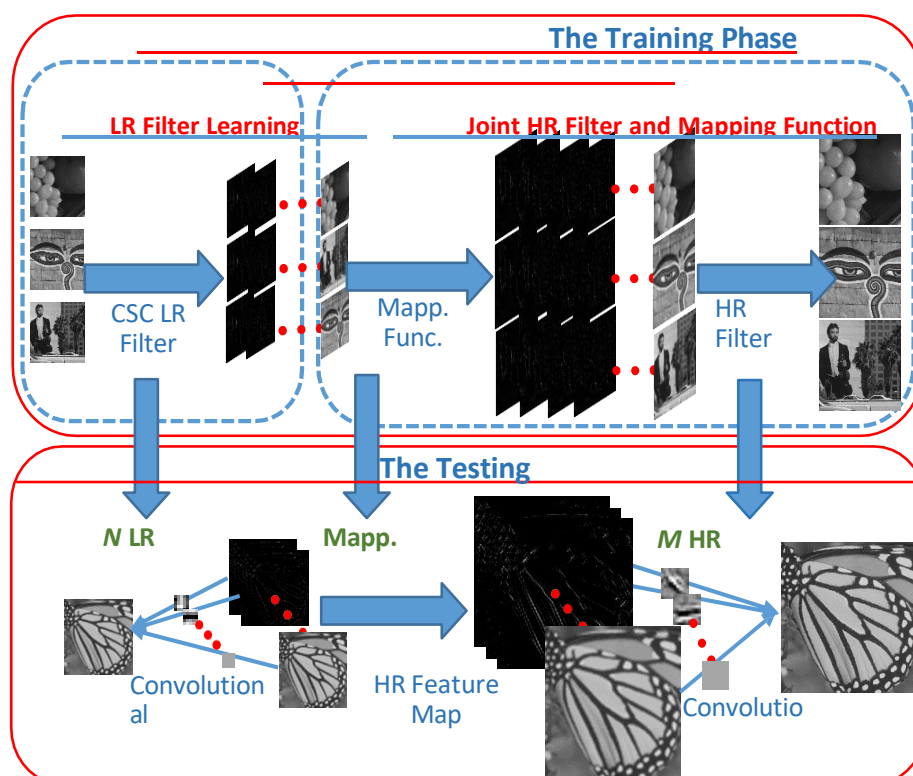 The Training Phase
LR Filter Learning
Joint HR Filter and Mapping Function
CSC LR
Filter
Mapp.
Func.
HR
Filter
The Testing
N LR
Mapp.
M HR
Convolution
al
HR Feature
Map
Convolutio